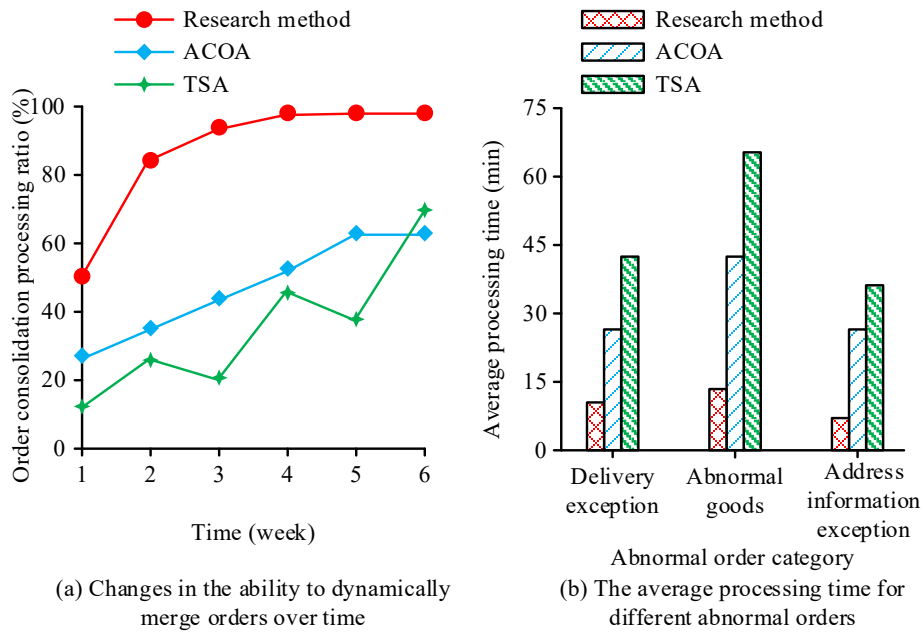 Research method
ACOA
TSA
Order consolidation processing ratio (%)
100
80
60
40
20
0
1 2 3 4 5 6
Time (week)
(a) Changes in the ability to dynamically
merge orders over time
Research method
ACOA
TSA
Average processing time (min)
75
60
45
30
15
0
Delivery
exception
Abnormal
goods
Address
information
exception
Abnormal order category
(b) The average processing time for
different abnormal orders